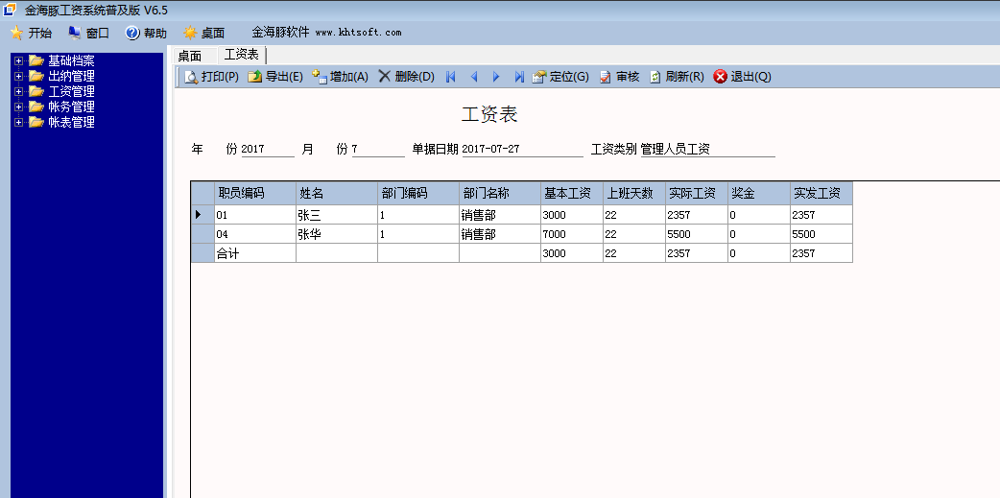 金海豚工资系统普及版 V6.5
开始 窗口 帮助 桌面 金海豚软件 www.khtsoft.com
桌面 工资表
打印(P) 导出(E) 增加(A) 删除(D) 定位(G) 审核 刷新(R) 退出(Q)
基础档案
出纳管理
工资管理
帐务管理
帐表管理
工资表
年 份 2017 月 份 7 单据日期 2017-07-27 工资类别 管理人员工资
职员编码 姓名 部门编码 部门名称 基本工资 上班天数 实际工资 奖金 实发工资
01 张三 1 销售部 3000 22 2357 0 2357
04 张华 1 销售部 7000 22 5500 0 5500
合计 3000 22 2357 0 2357